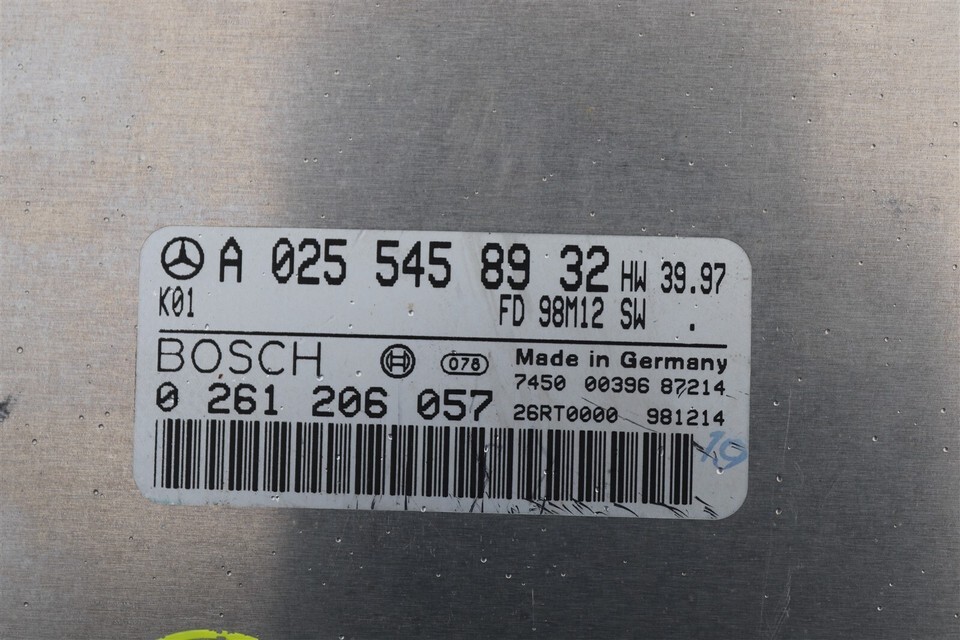 A 025 545 89 32 HW 39.97
K01 FD 98M12 SW .
BOSCH 078 Made in Germany
7450 00396 87214
0 261 206 057 26RT0000 981214
19